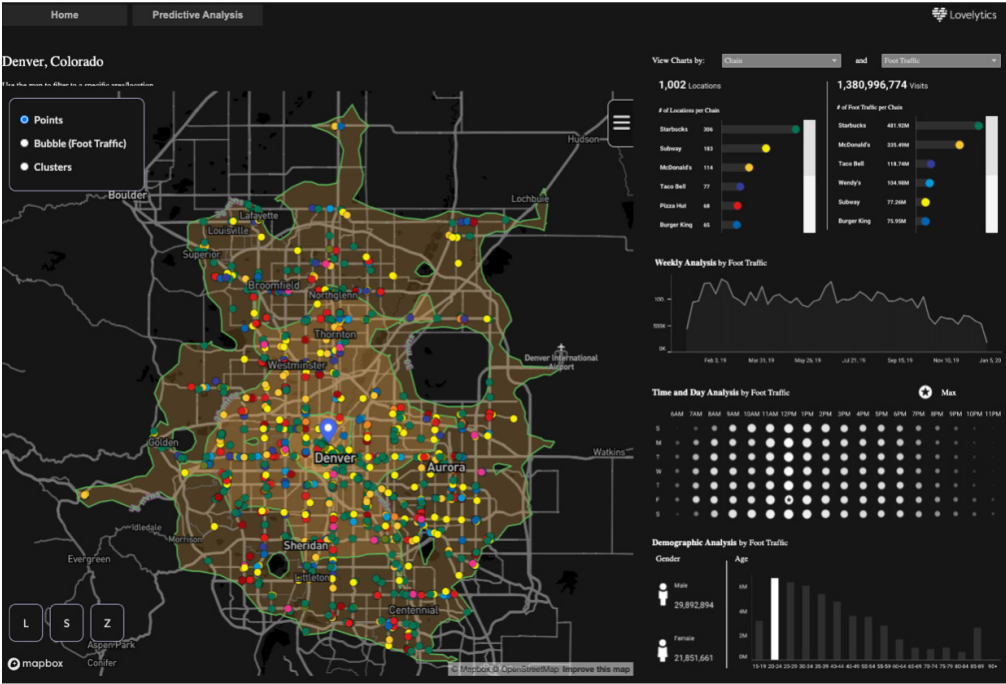 Home
Predictive Analysis
Lovelytics
Denver, Colorado
Use the map to filter to a specific area/location
Points
Bubble (Foot Traffic)
Clusters
Boulder
Hudson
Lochbuie
Lafayette
Louisville
Superior
Broomfield
Northglenn
Thornton
Westminster
Denver International
Airport
Golden
Denver
Aurora
Watkins
Idledale
Morrison
Evergreen
Sheridan
Littleton
Centennial
L
S
Z
Aspen Park
Conifer
mapbox
© Mapbox © OpenStreetMap Improve this map
View Charts by:
Chain
and
Foot Traffic
1,002 Locations
1,380,996,774 Visits
# of Locations per Chain
Starbucks 306
Subway 183
McDonald's 114
Taco Bell 77
Pizza Hut 68
Burger King 65
# of Foot Traffic per Chain
Starbucks 481.92M
McDonald's 335.49M
Taco Bell 118.74M
Wendy's 104.98M
Subway 77.26M
Burger King 75.95M
Weekly Analysis by Foot Traffic
500K
0K
Feb 3, 19
Mar 31, 19
May 26, 19
Jul 21, 19
Sep 15, 19
Nov 10, 19
Jan 5, 20
Time and Day Analysis by Foot Traffic
Max
6AM 7AM 8AM 9AM 10AM 11AM 12PM 1PM 2PM 3PM 4PM 5PM 6PM 7PM 8PM 9PM 10PM 11PM
S
M
T
W
T
F
S
Demographic Analysis by Foot Traffic
Gender
Male
29,892,894
Female
21,851,661
Age
6M
4M
2M
0M
15-19 20-24 25-29 30-34 35-39 40-44 45-49 50-54 55-59 60-64 65-69 70-74 75-79 80-84 85-89 90+